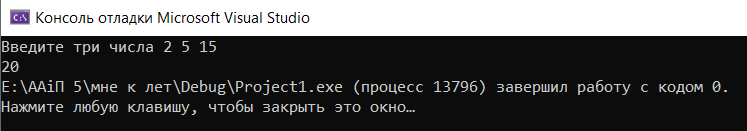 Консоль отладки Microsoft Visual Studio
Введите три числа 2 5 15
20
E:\ААiП 5\мне к лет\Debug\Project1.exe (процесс 13796) завершил работу с кодом 0.
Нажмите любую клавишу, чтобы закрыть это окно…